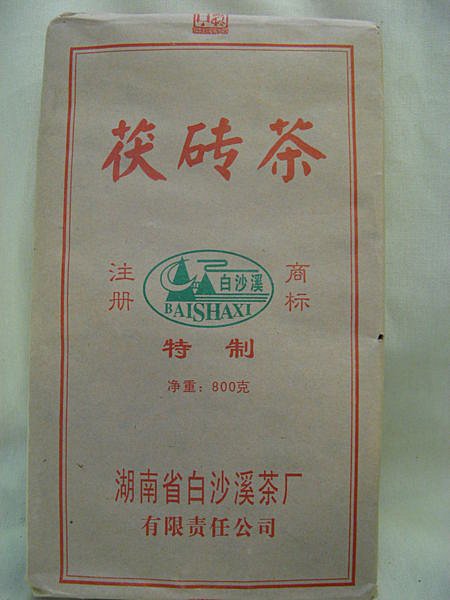 茯砖茶
注册
商标
白沙溪
BAISHAXI
特制
净重：800克
湖南省白沙溪茶厂
有限责任公司